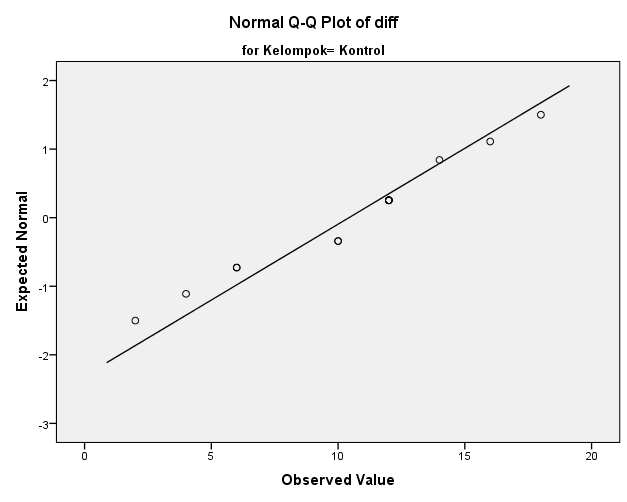 Normal Q-Q Plot of diff
for Kelompok= Kontrol
Expected Normal
2
1
0
-1
-2
-3
0 5 10 15 20
Observed Value